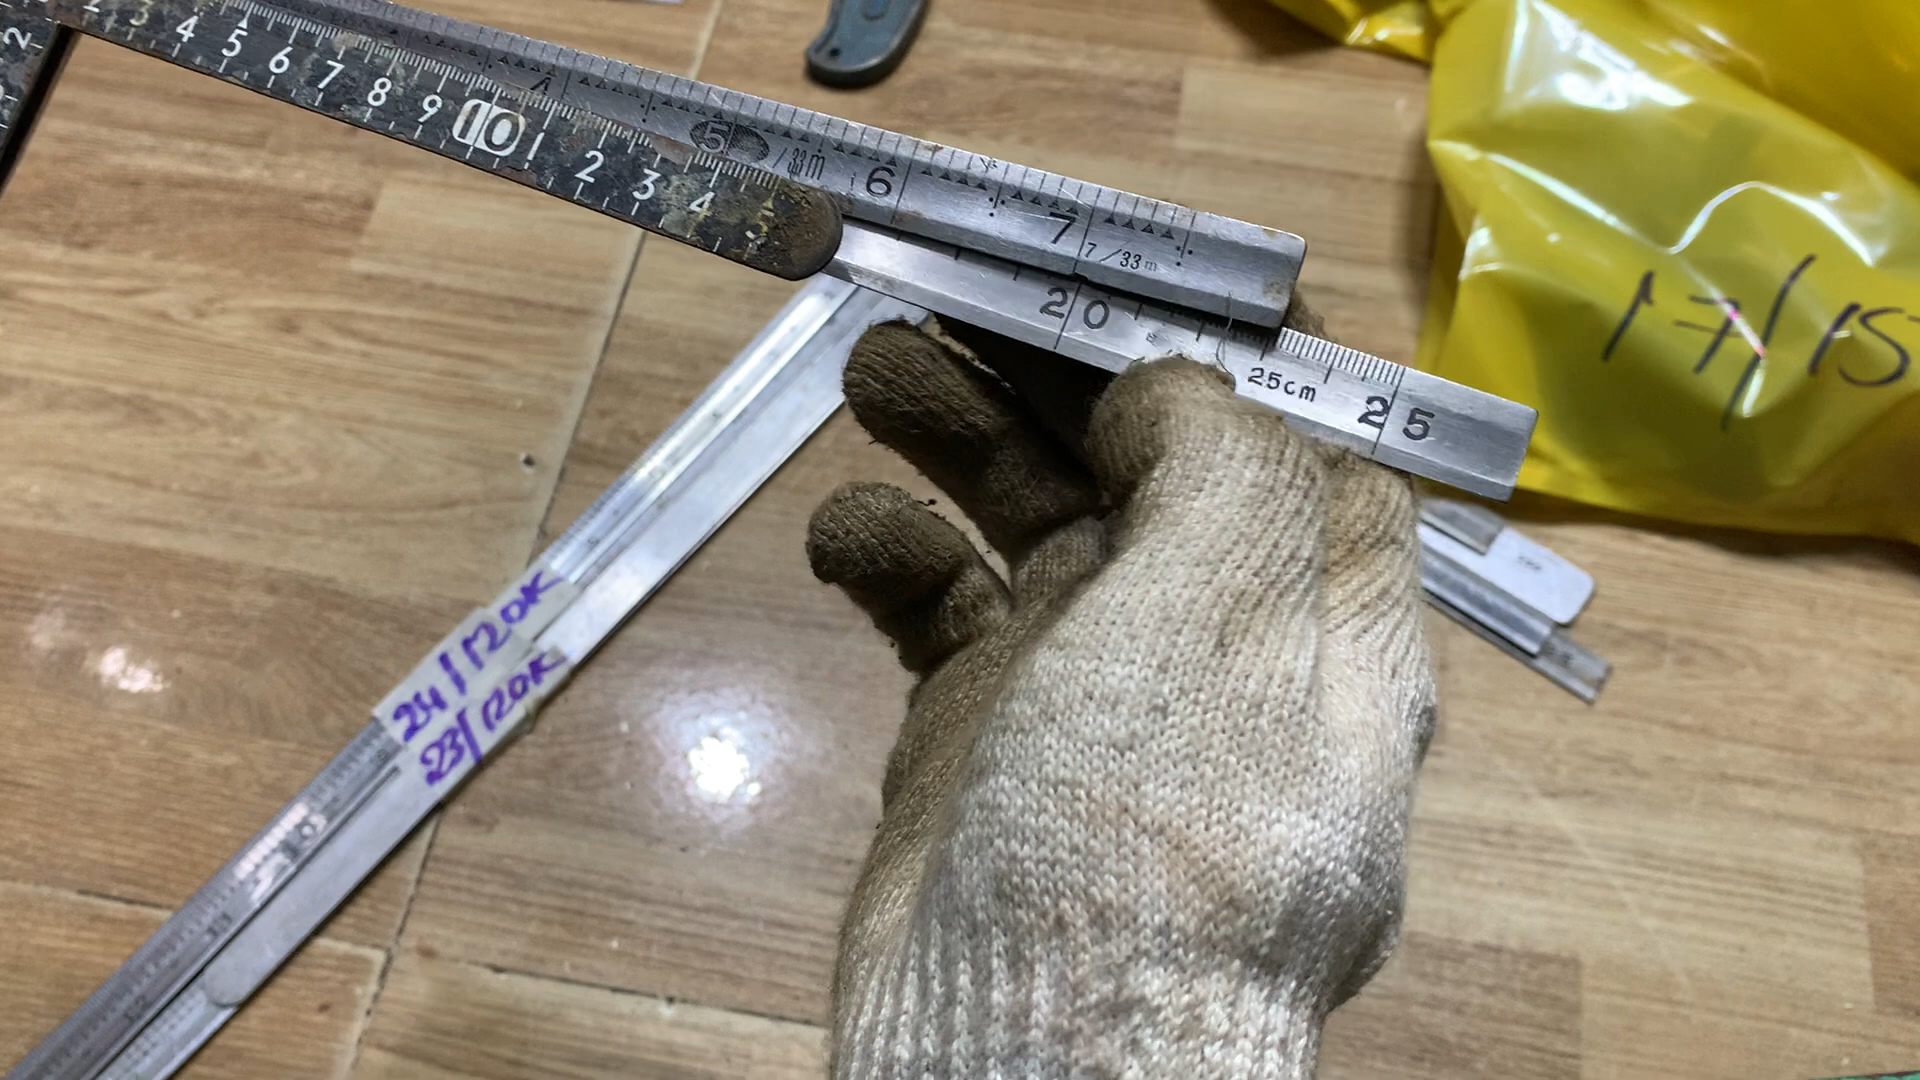 2 3 4 5 6 7 8 9 10 1 2 3 4 5
4 5 /33m 6 7 7/33m
20 25cm 25
17/15
24/120K
23/120K